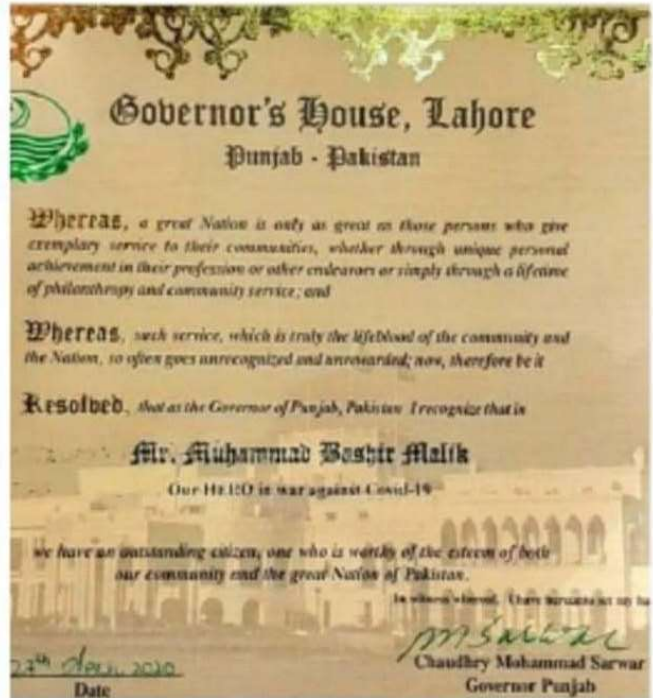 Governor's House, Lahore
Punjab - Pakistan
Whereas, a great Nation is only as great as those persons who give
exemplary service to their communities, whether through unique personal
achievement in their profession or other endeavors or simply through a lifetime
of philanthropy and community service; and
Whereas, such service, which is truly the lifeblood of the community and
the Nation, so often goes unrecognized and unrewarded; now, therefore be it
Resolved, that as the Governor of Punjab, Pakistan I recognize that in
Mr. Muhammad Bashir Malik
Our HERO in war against Covid-19
we have an outstanding citizen, one who is worthy of the esteem of both
our community and the great Nation of Pakistan.
In witness whereof, I have hereunto set my ha
M Sarwar
27th 2020
Chaudhry Mohammad Sarwar
Date
Governor Punjab